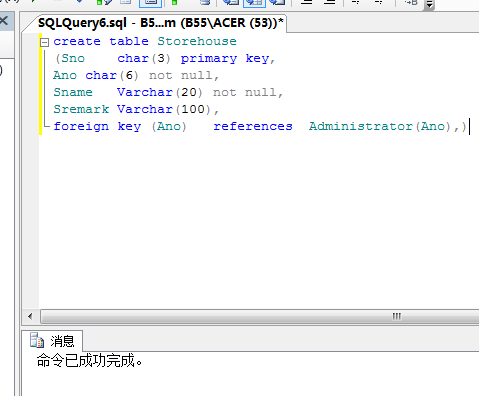 SQLQuery6.sql - B5...m (B55\ACER (53))*
create table Storehouse
(Sno    char(3) primary key,
Ano char(6) not null,
Sname   Varchar(20) not null,
Sremark Varchar(100),
foreign key (Ano)   references  Administrator(Ano),)
消息
命令已成功完成。